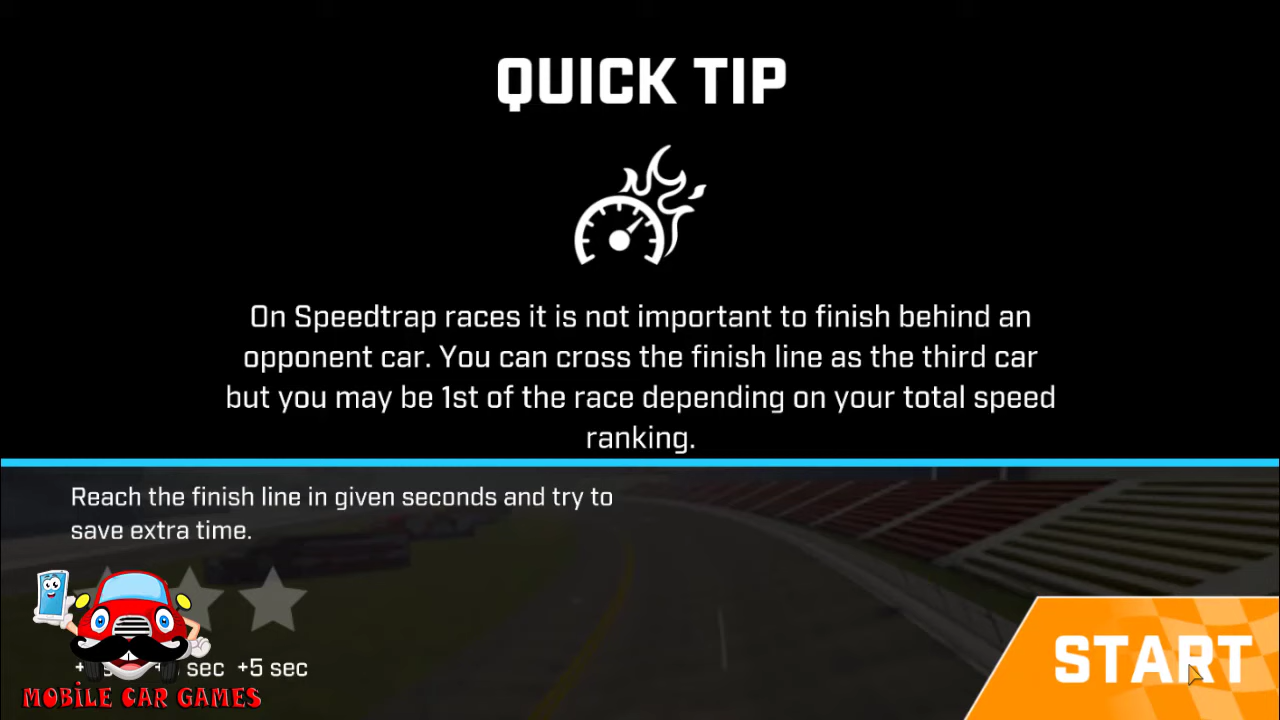 QUICK TIP
On Speedtrap races it is not important to finish behind an
opponent car. You can cross the finish line as the third car
but you may be 1st of the race depending on your total speed
ranking.
Reach the finish line in given seconds and try to
save extra time.
sec +5 sec
START
MOBILE CAR GAMES